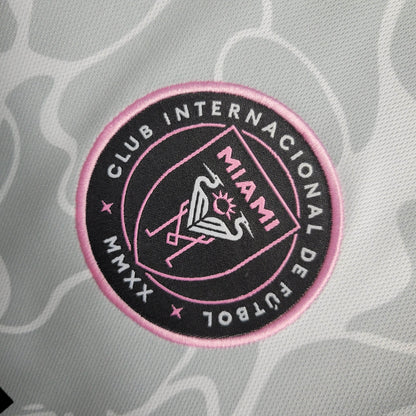 CLUB INTERNACIONAL DE FÚTBOL
MIAMI
MMXX